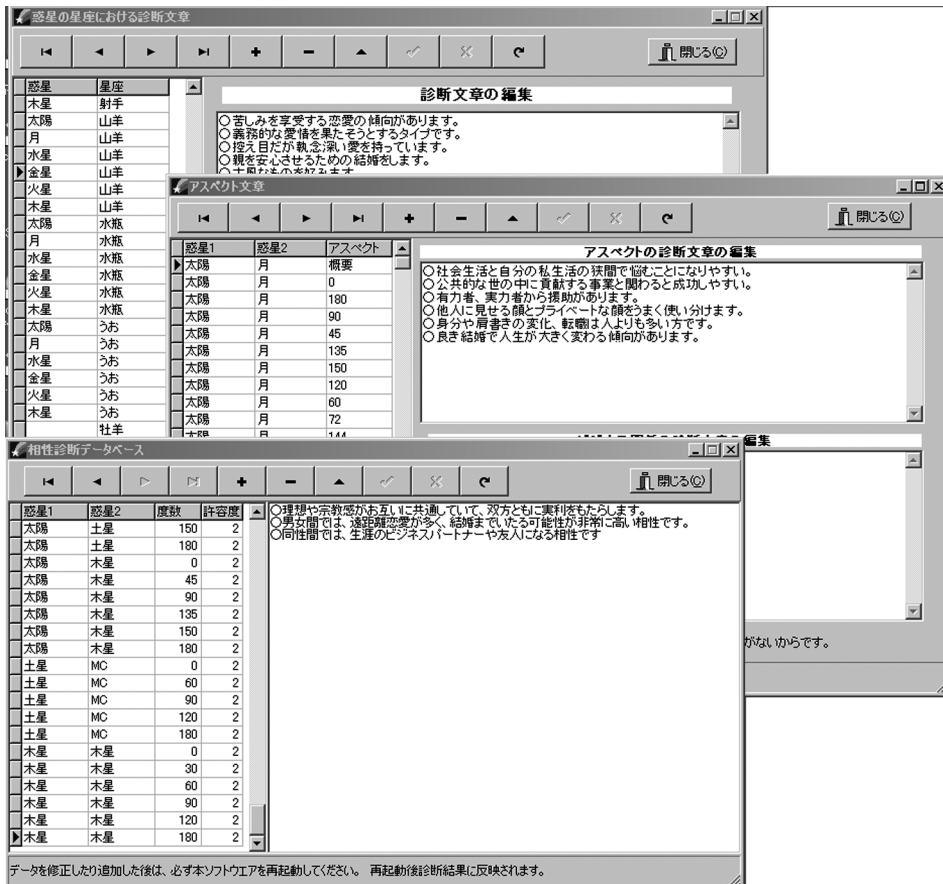 惑星の星座における診断文章
閉じる(C)
惑星 星座
木星 射手
太陽 山羊
月 山羊
水星 山羊
金星 山羊
火星 山羊
木星 山羊
太陽 水瓶
月 水瓶
水星 水瓶
金星 水瓶
火星 水瓶
木星 水瓶
太陽 うお
月 うお
水星 うお
金星 うお
火星 うお
木星 うお
牡羊
診断文章の編集
○苦しみを享受する恋愛の傾向があります。
○義務的な愛情を果たそうとするタイプです。
○控え目だが執念深い愛を持っています。
○親を安心させるための結婚をします。
アスペクト文章
閉じる(C)
惑星1 惑星2 アスペクト
太陽 月 概要
太陽 月 0
太陽 月 180
太陽 月 90
太陽 月 45
太陽 月 135
太陽 月 150
太陽 月 120
太陽 月 60
太陽 月 72
太陽 月 144
アスペクトの診断文章の編集
○社会生活と自分の私生活の狭間で悩むことになりやすい。
○公共的な世の中に貢献する事業と関わると成功しやすい。
○有力者、実力者から援助があります。
○他人に見せる顔とプライベートな顔をうまく使い分けます。
○身分や肩書きの変化、転職は人よりも多い方です。
○良き結婚で人生が大きく変わる傾向があります。
の編集
がないからです。
相性診断データベース
閉じる(C)
惑星1 惑星2 度数 許容度
太陽 土星 150 2
太陽 土星 180 2
太陽 木星 0 2
太陽 木星 45 2
太陽 木星 90 2
太陽 木星 135 2
太陽 木星 150 2
太陽 木星 180 2
土星 MC 0 2
土星 MC 60 2
土星 MC 90 2
土星 MC 120 2
土星 MC 180 2
木星 木星 0 2
木星 木星 30 2
木星 木星 60 2
木星 木星 90 2
木星 木星 120 2
木星 木星 180 2
○理想や宗教感がお互いに共通していて、双方ともに実利をもたらします。
○男女間では、遠距離恋愛が多く、結婚までいたる可能性が非常に高い相性です。
○同性間では、生涯のビジネスパートナーや友人になる相性です
データを修正したり追加した後は、必ず本ソフトウエアを再起動してください。 再起動後診断結果に反映されます。